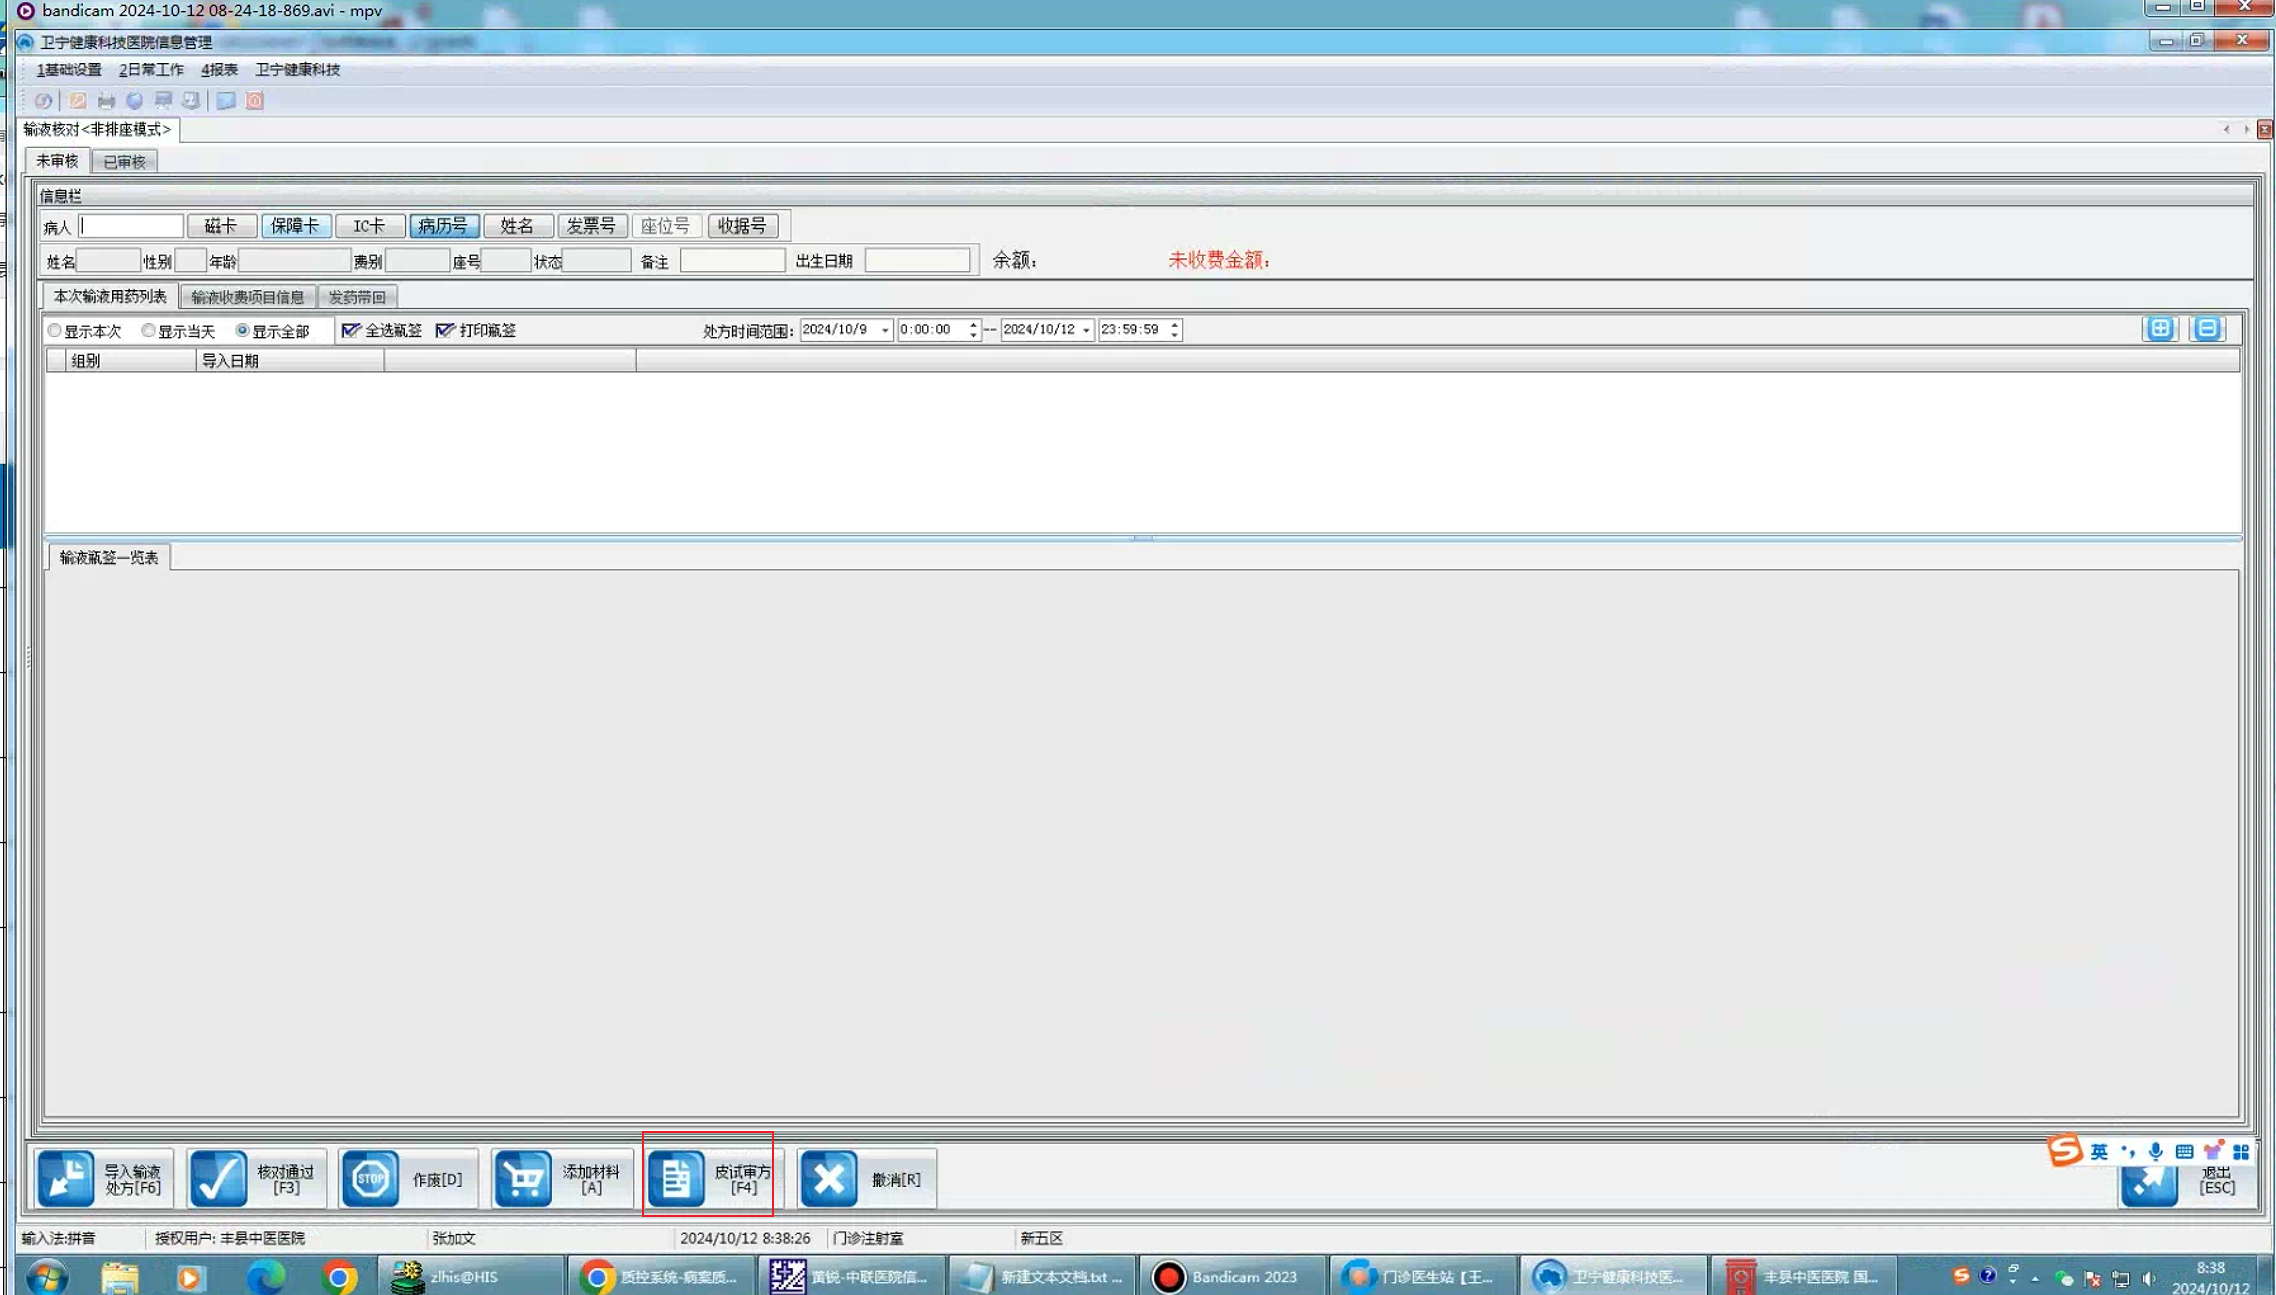 bandicam 2024-10-12 08-24-18-869.avi - mpv
卫宁健康科技医院信息管理
1基础设置 2日常工作 4报表 卫宁健康科技
输液核对<非排座模式>
未审核 已审核
信息栏
病人 磁卡 保障卡 IC卡 病历号 姓名 发票号 座位号 收据号
姓名 性别 年龄 费别 座号 状态 备注 出生日期 余额: 未收费金额:
本次输液用药列表 输液收费项目信息 发药带回
显示本次 显示当天 显示全部 全选瓶签 打印瓶签 处方时间范围: 2024/10/9 0:00:00 -- 2024/10/12 23:59:59
组别 导入日期
输液瓶签一览表
导入输液 核对通过 添加材料 皮试审方 退出
处方[F6] [F3] 作废[D] [A] [F4] 撤消[R] [ESC]
英
输入法:拼音 授权用户: 丰县中医医院 张加文 2024/10/12 8:38:26 门诊注射室 新五区
zlhis@HIS 质控系统-病案质... 黄锐-中联医院信... 新建文本文档.txt ... Bandicam 2023 门诊医生站【王... 卫宁健康科技医... 丰县中医医院 国... 8:38
2024/10/12